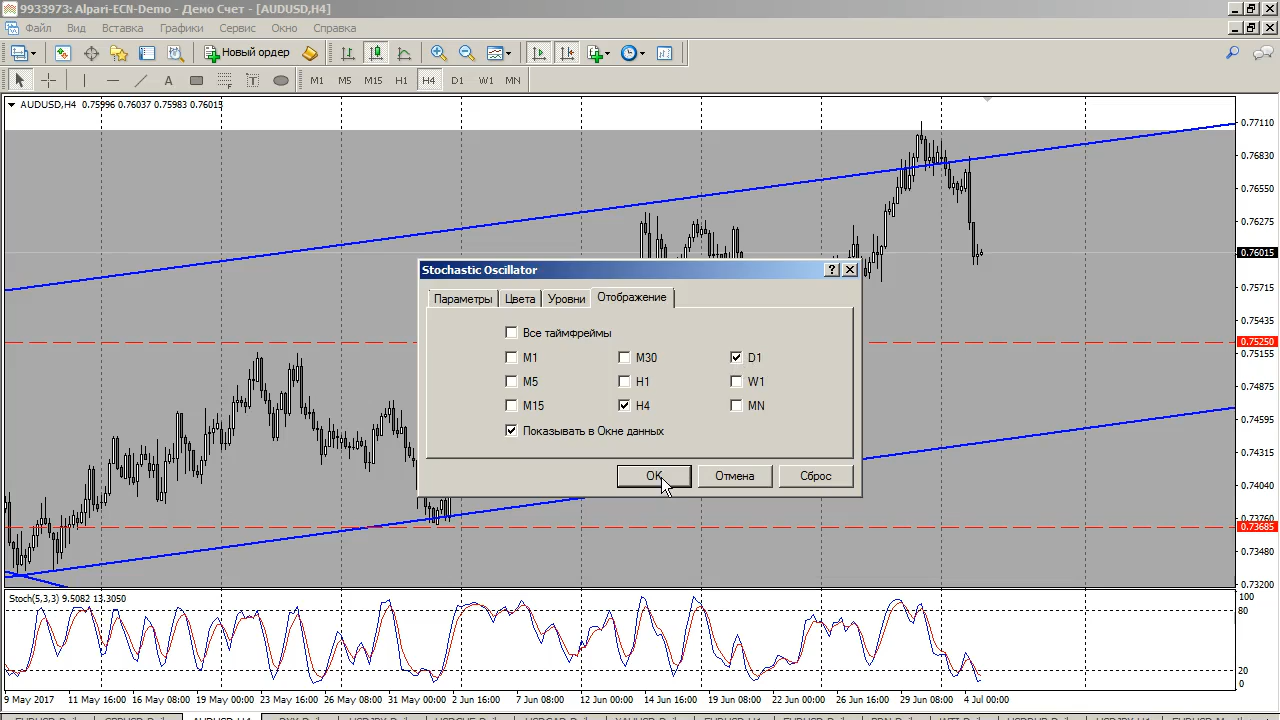 9933973: Alpari-ECN-Demo - Демо Счет - [AUDUSD,H4]
Файл Вид Вставка Графики Сервис Окно Справка
Новый ордер
A T M1 M5 M15 H1 H4 D1 W1 MN
AUDUSD,H4 0.75996 0.76037 0.75983 0.76015
0.77110
0.76830
0.76550
0.76275
0.76015
0.75715
0.75435
0.75250
0.75155
0.74875
0.74315
0.74040
0.73760
0.73685
0.73480
0.73200
Stochastic Oscillator
Параметры Цвета Уровни Отображение
Все таймфреймы
M1 M30 D1
M5 H1 W1
M15 H4 MN
Показывать в Окне данных
OK Отмена Сброс
Stoch(5,3,3) 9.5082 13.3050
100
80
20
0
9 May 2017 11 May 16:00 16 May 08:00 19 May 00:00 23 May 16:00 26 May 08:00 31 May 00:00 2 Jun 16:00 7 Jun 08:00 12 Jun 00:00 14 Jun 16:00 19 Jun 08:00 22 Jun 00:00 26 Jun 16:00 29 Jun 08:00 4 Jul 00:00